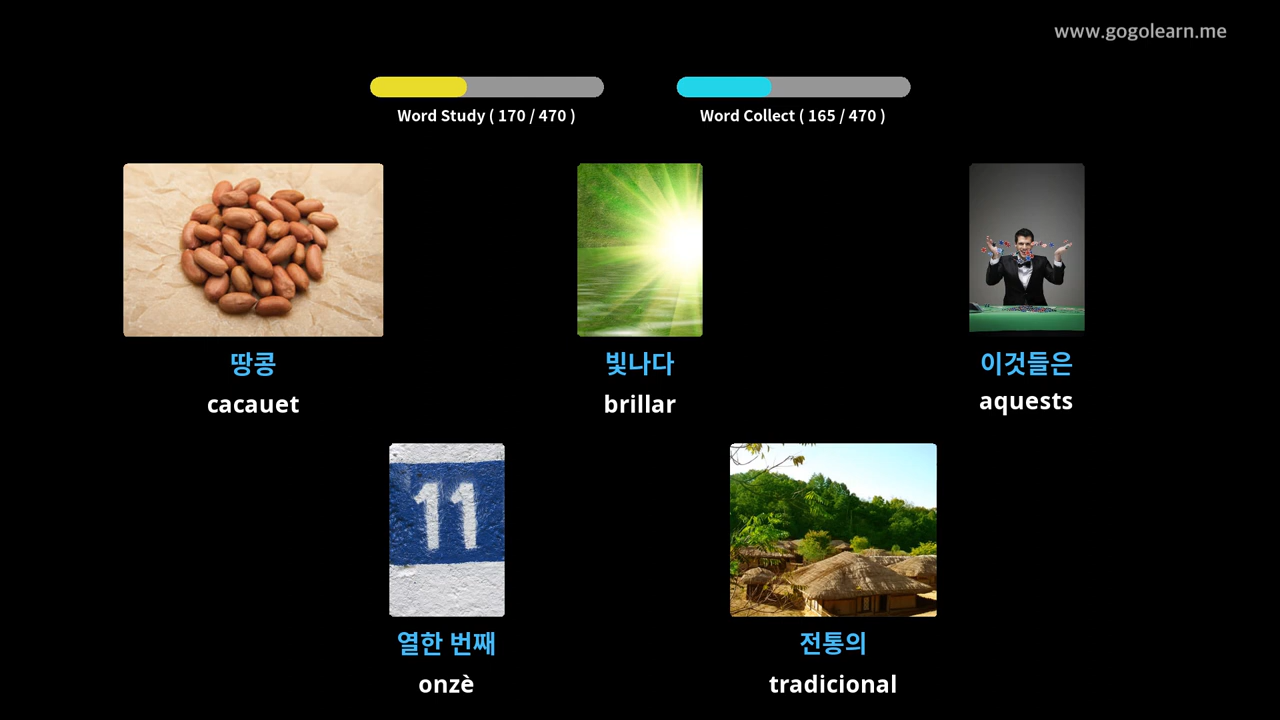 www.gogolearn.me
Word Study ( 170 / 470 )
Word Collect ( 165 / 470 )
땅콩
cacauet
빛나다
brillar
이것들은
aquests
11
열한 번째
onzè
전통의
tradicional